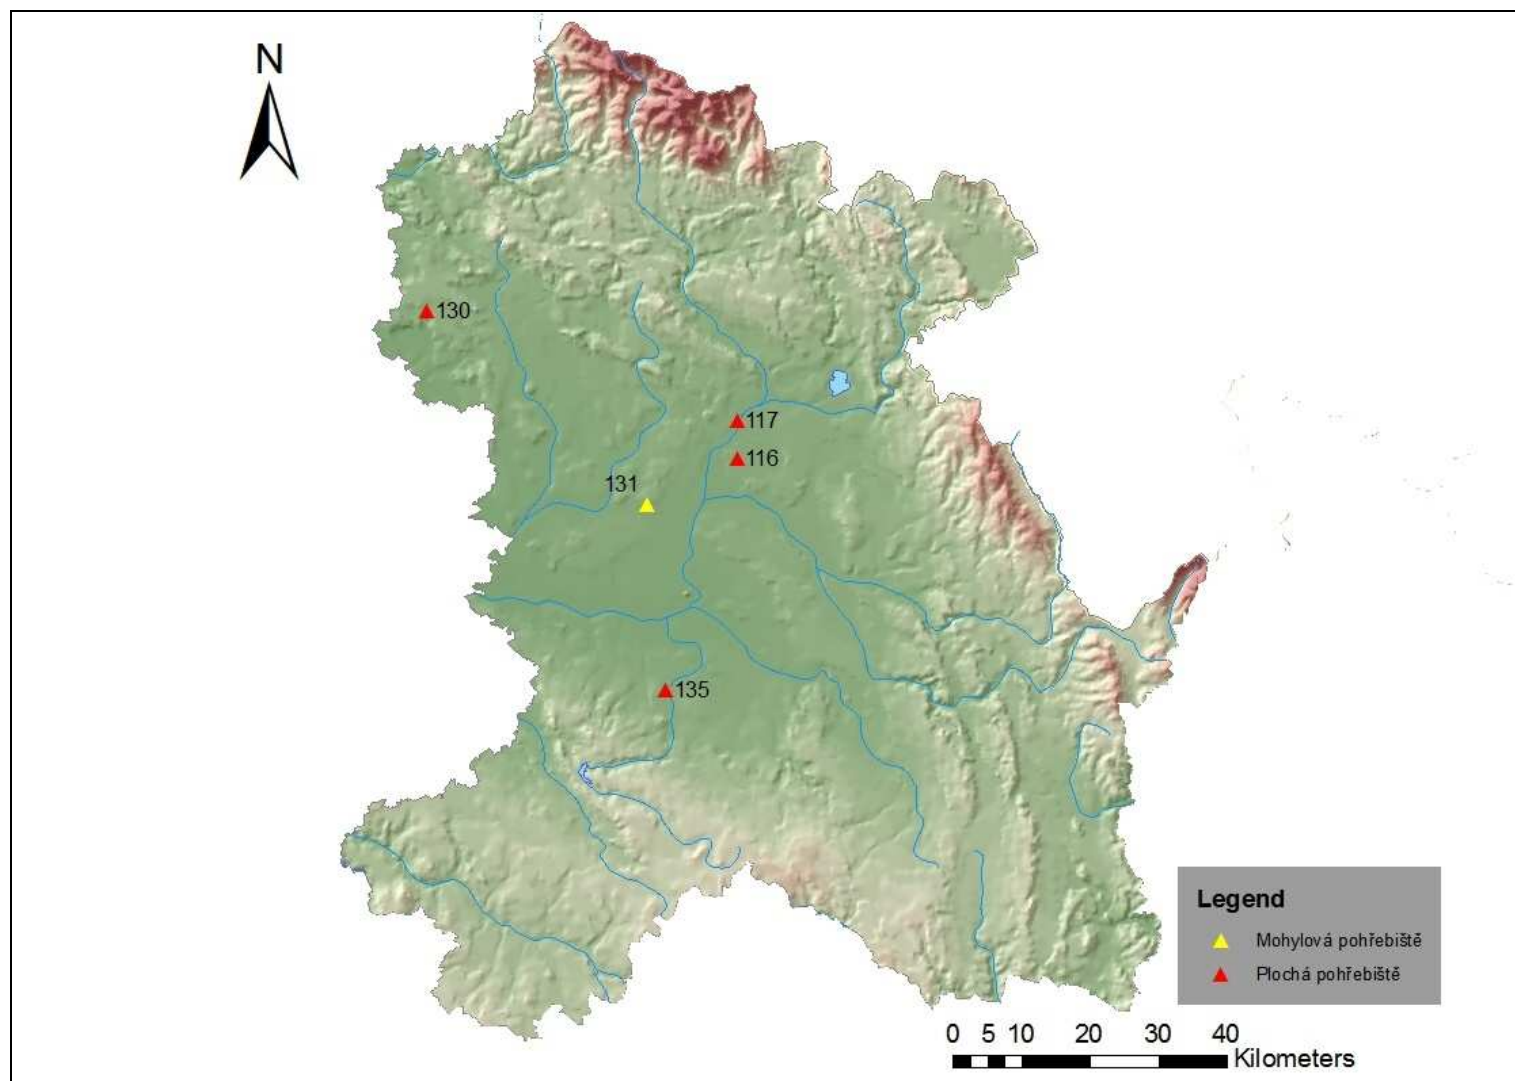 N
130
117
116
131
135
Legend
Mohylová pohřebiště
Plochá pohřebiště
0 5 10 20 30 40
Kilometers